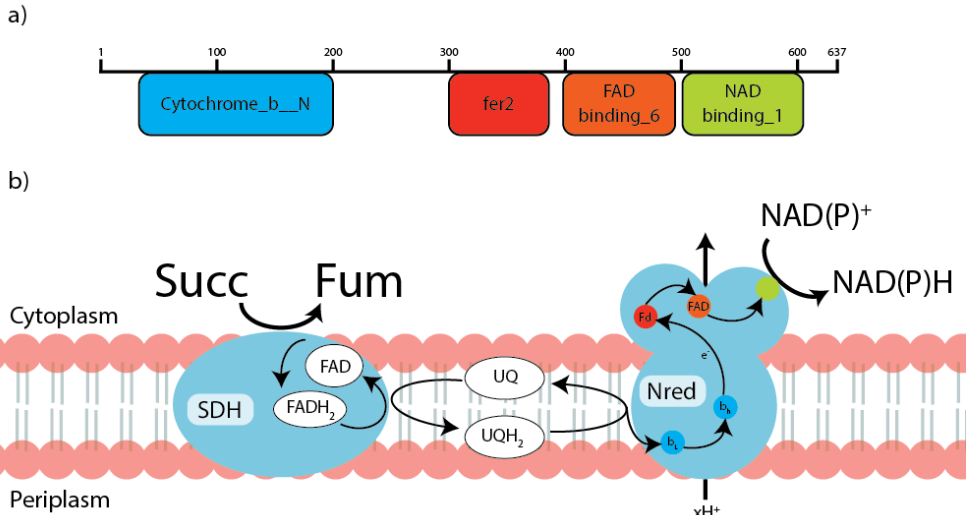 a)
1 100 200 300 400 500 600 637
Cytochrome_b__N
fer2
FAD
binding_6
NAD
binding_1
b)
NAD(P)⁺
NAD(P)H
Succ Fum
Cytoplasm
Fd
FAD
e⁻
FAD
FADH₂
SDH
UQ
UQH₂
Nred
bₕ
b_L
Periplasm
xH⁺